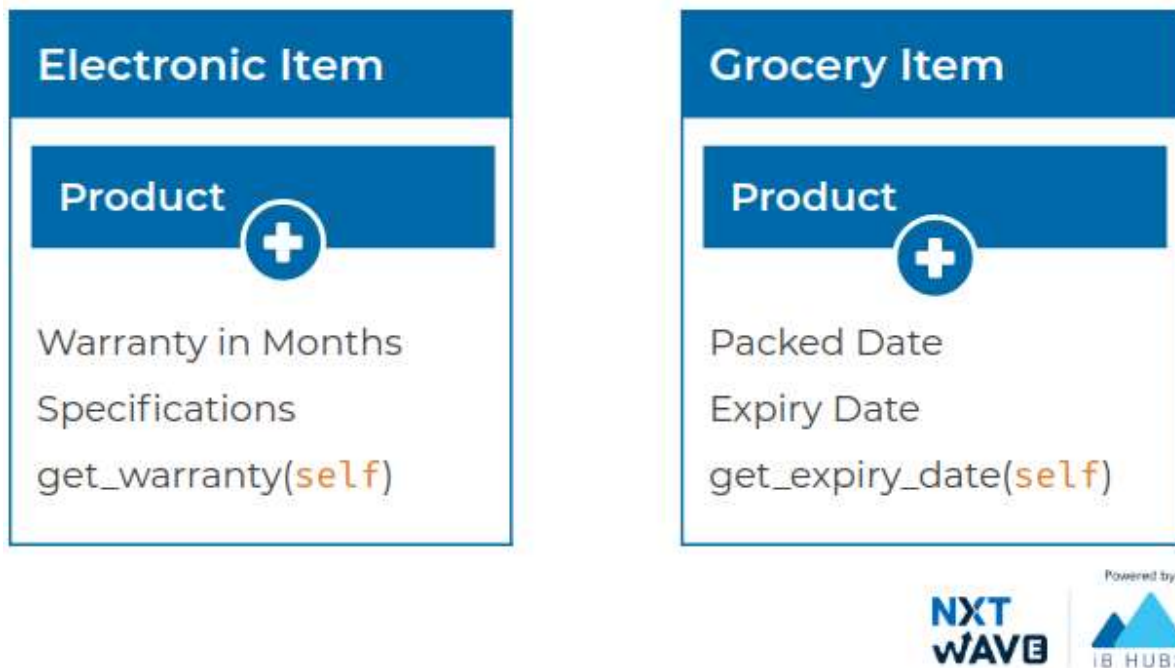 Electronic Item
Product
Warranty in Months
Specifications
get_warranty(self)
Grocery Item
Product
Packed Date
Expiry Date
get_expiry_date(self)
Powered by
NXT
WAVE
iB HUBS